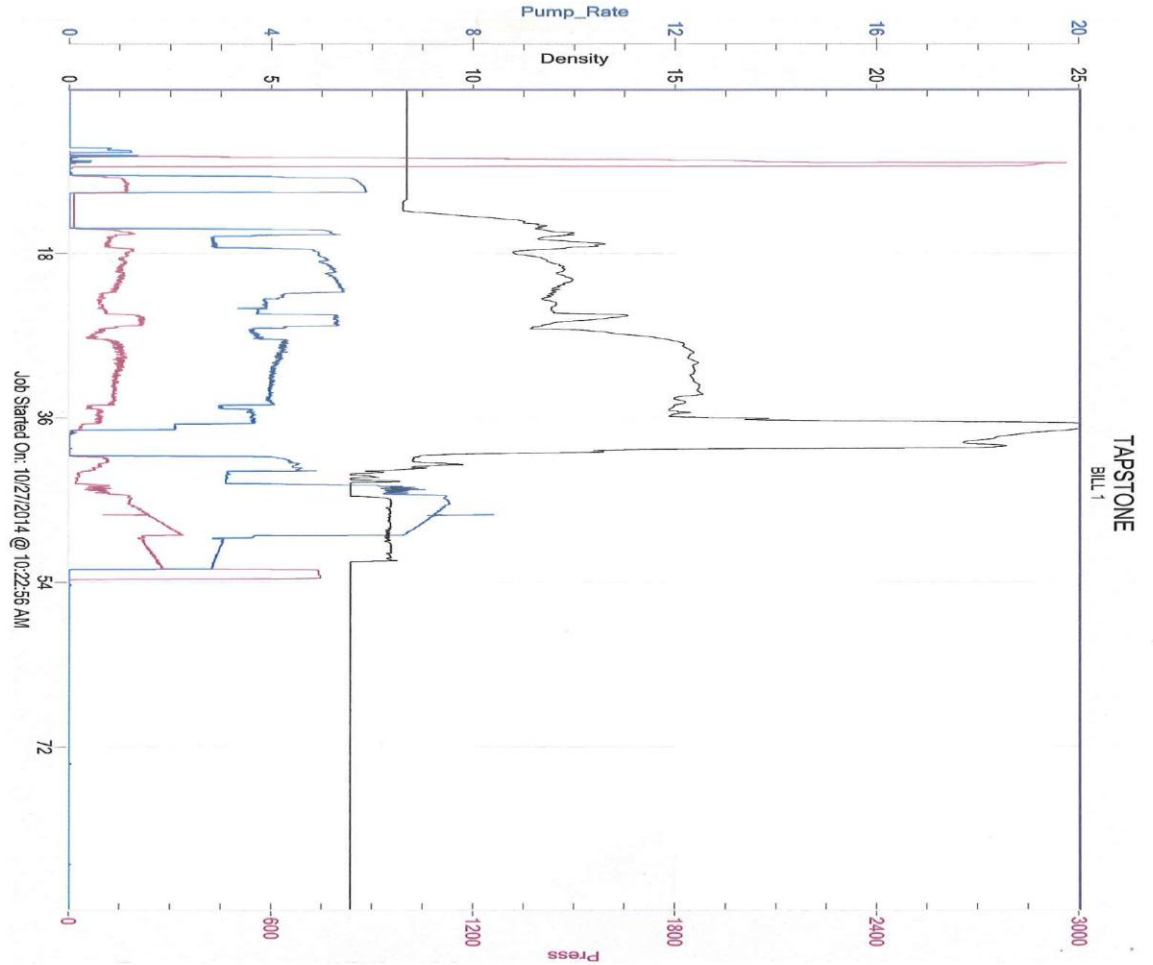 TAPSTONE
BILL 1
Pump_Rate
0 4 8 12 16 20
Density
0 5 10 15 20 25
18
36
54
72
0 600 1200 1800 2400 3000
Press
Job Started On: 10/27/2014 @ 10:22:56 AM